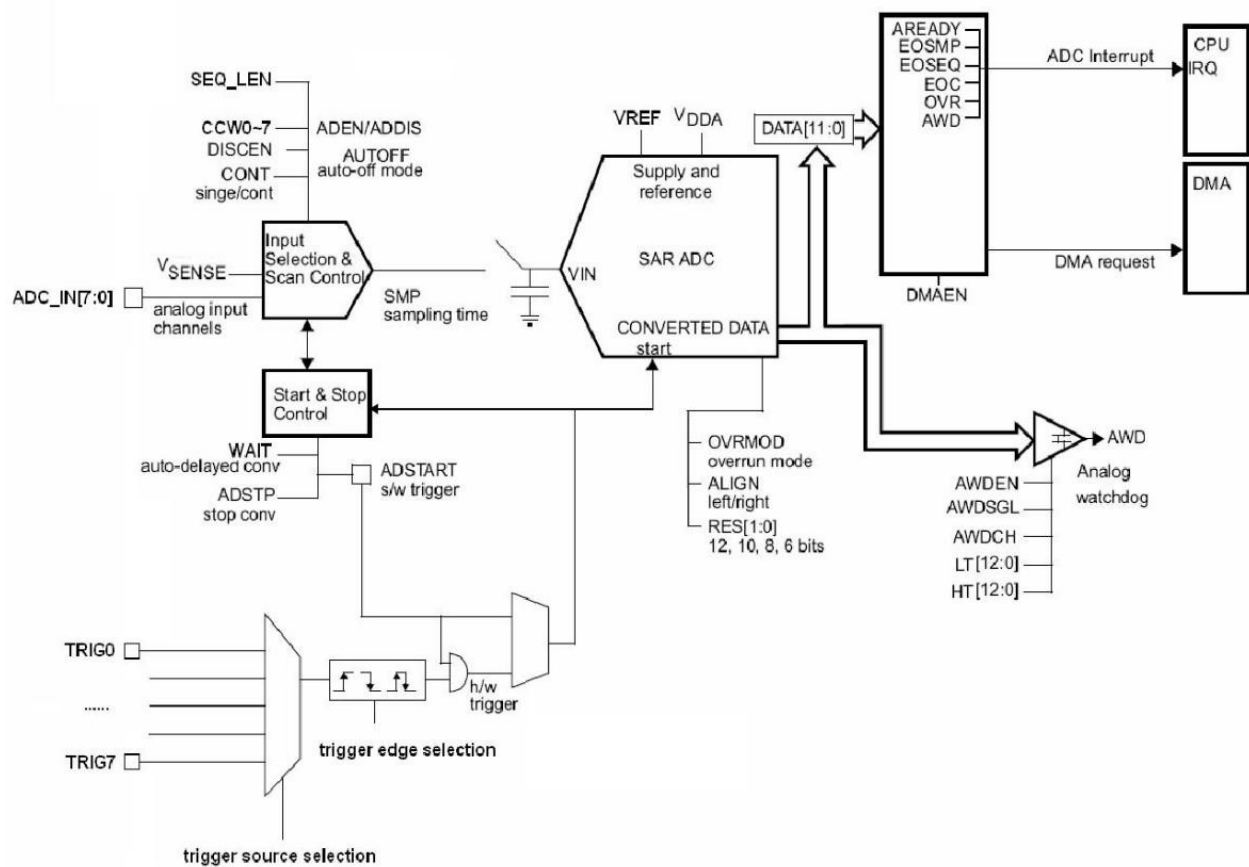 SEQ_LEN
CCW0~7
ADEN/ADDIS
DISCEN
AUTOFF
auto-off mode
CONT
singe/cont
Input
Selection &
Scan Control
VSENSE
ADC_IN[7:0]
analog input
channels
SMP
sampling time
Start & Stop
Control
WAIT
auto-delayed conv
ADSTP
stop conv
ADSTART
s/w trigger
VREF
VDDA
Supply and
reference
SAR ADC
VIN
CONVERTED DATA
start
OVRMOD
overrun mode
ALIGN
left/right
RES[1:0]
12, 10, 8, 6 bits
DATA[11:0]
AREADY
EOSMP
EOSEQ
EOC
OVR
AWD
ADC Interrupt
CPU
IRQ
DMA
DMA request
DMAEN
AWD
Analog
watchdog
AWDEN
AWDSGL
AWDCH
LT[12:0]
HT[12:0]
TRIG0
......
TRIG7
h/w
trigger
trigger edge selection
trigger source selection